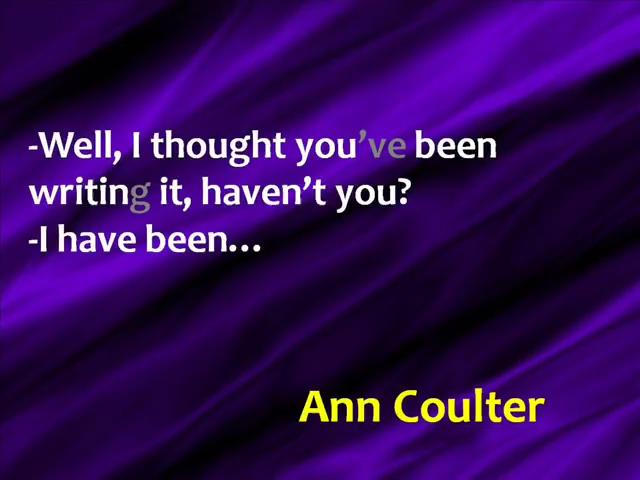 -Well, I thought you’ve been
writing it, haven’t you?
-I have been…
Ann Coulter